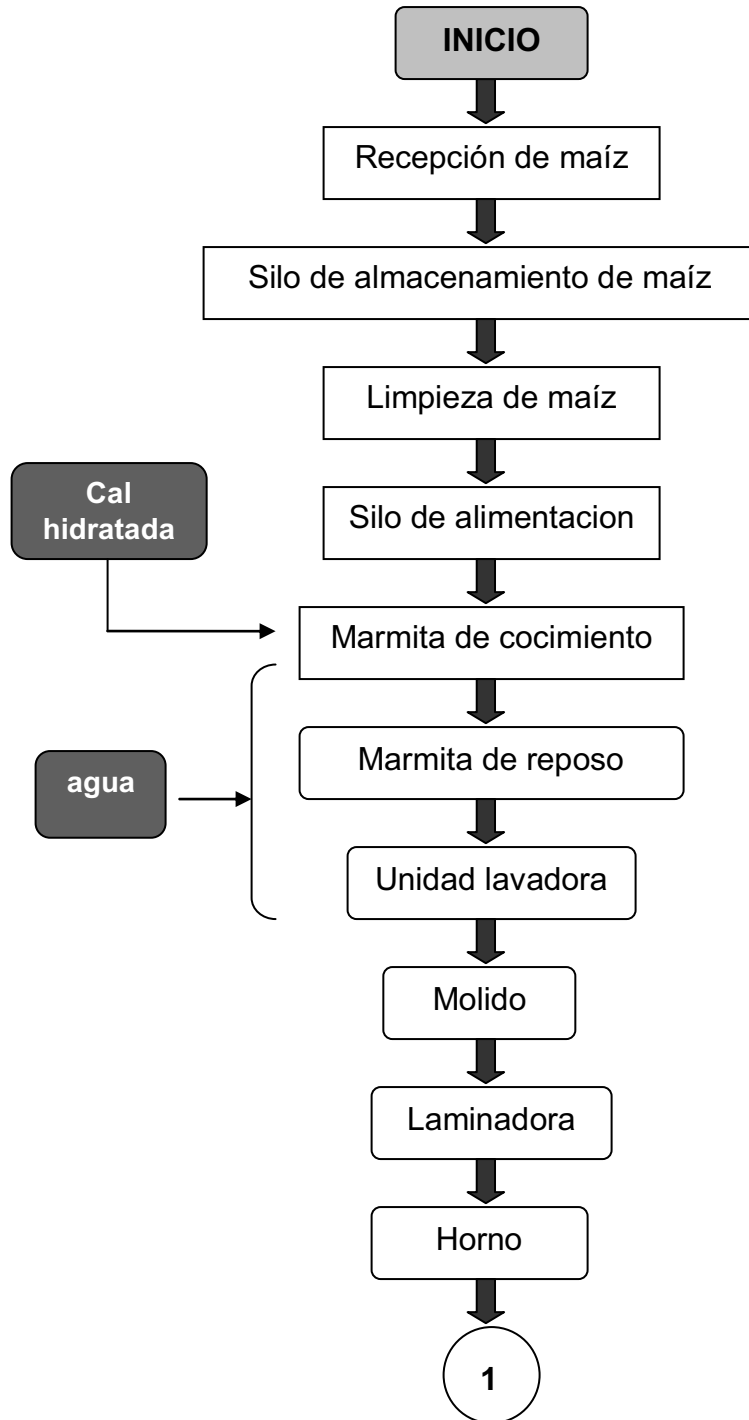 INICIO
Recepción de maíz
Silo de almacenamiento de maíz
Limpieza de maíz
Cal
hidratada
Silo de alimentacion
Marmita de cocimiento
Marmita de reposo
agua
Unidad lavadora
Molido
Laminadora
Horno
1